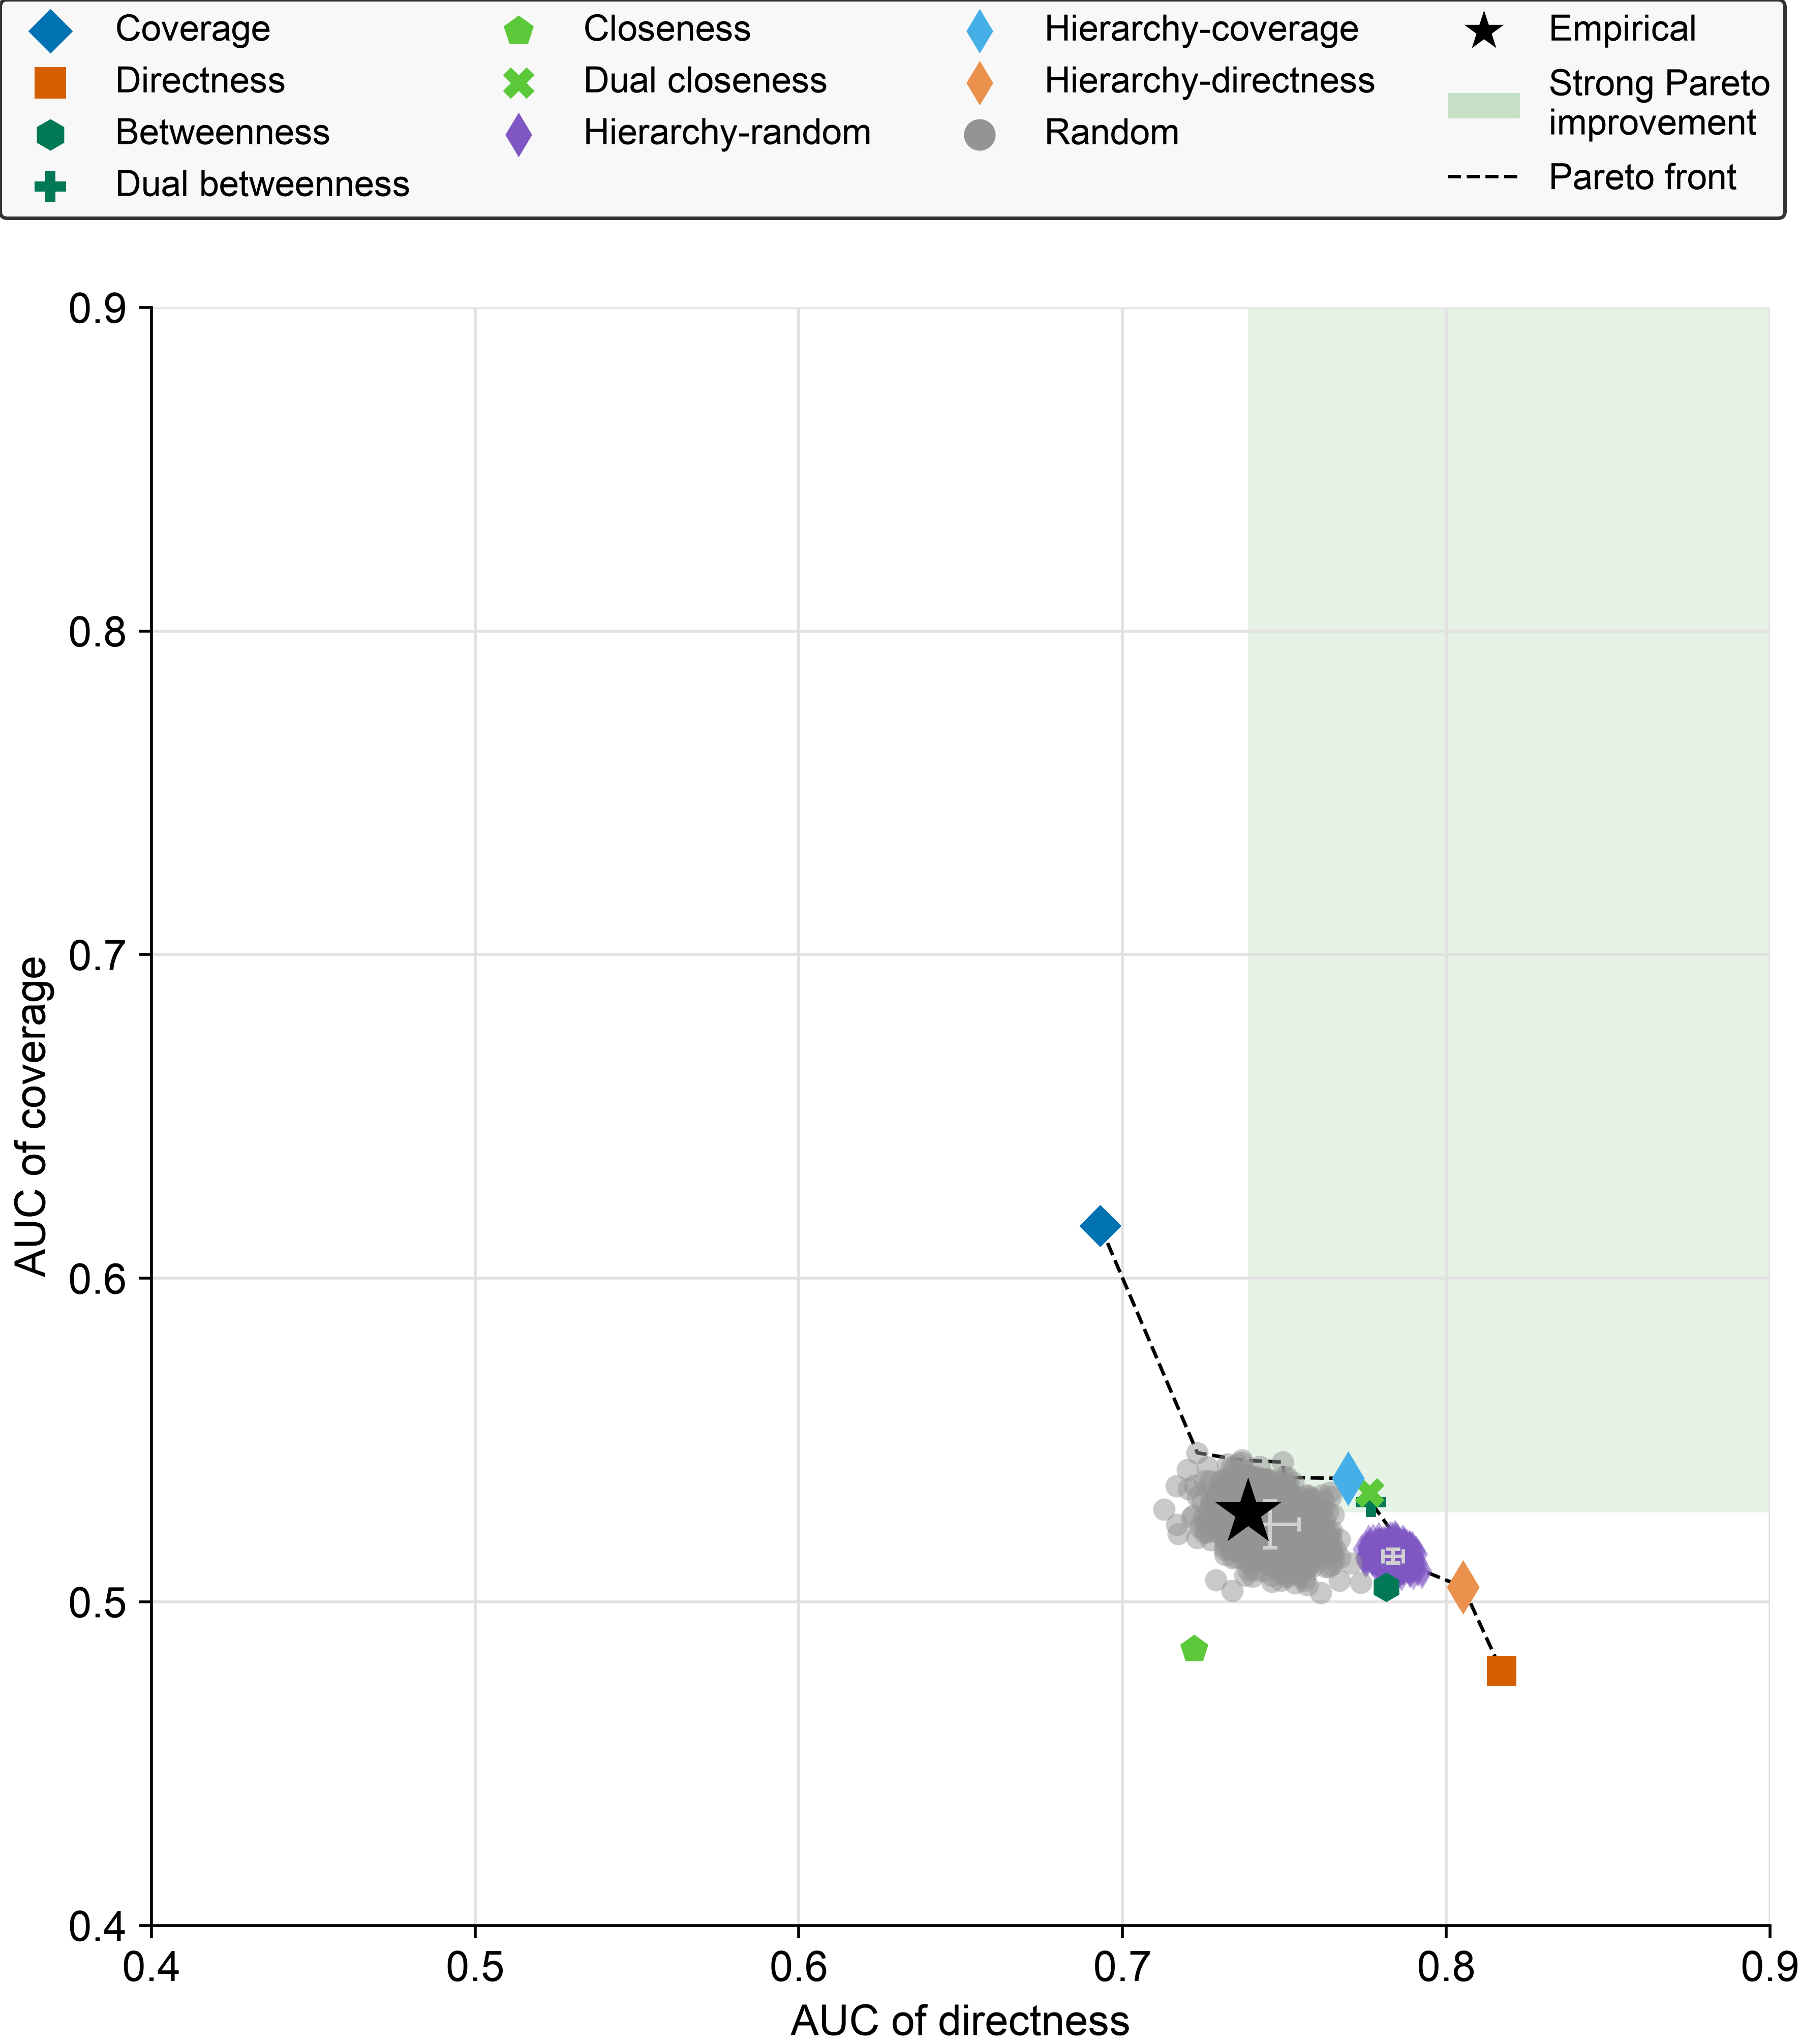 Coverage
Directness
Betweenness
Dual betweenness
Closeness
Dual closeness
Hierarchy-random
Hierarchy-coverage
Hierarchy-directness
Random
Empirical
Strong Pareto
improvement
Pareto front
0.9
0.8
0.7
0.6
0.5
0.4
AUC of coverage
0.4
0.5
0.6
0.7
0.8
0.9
AUC of directness